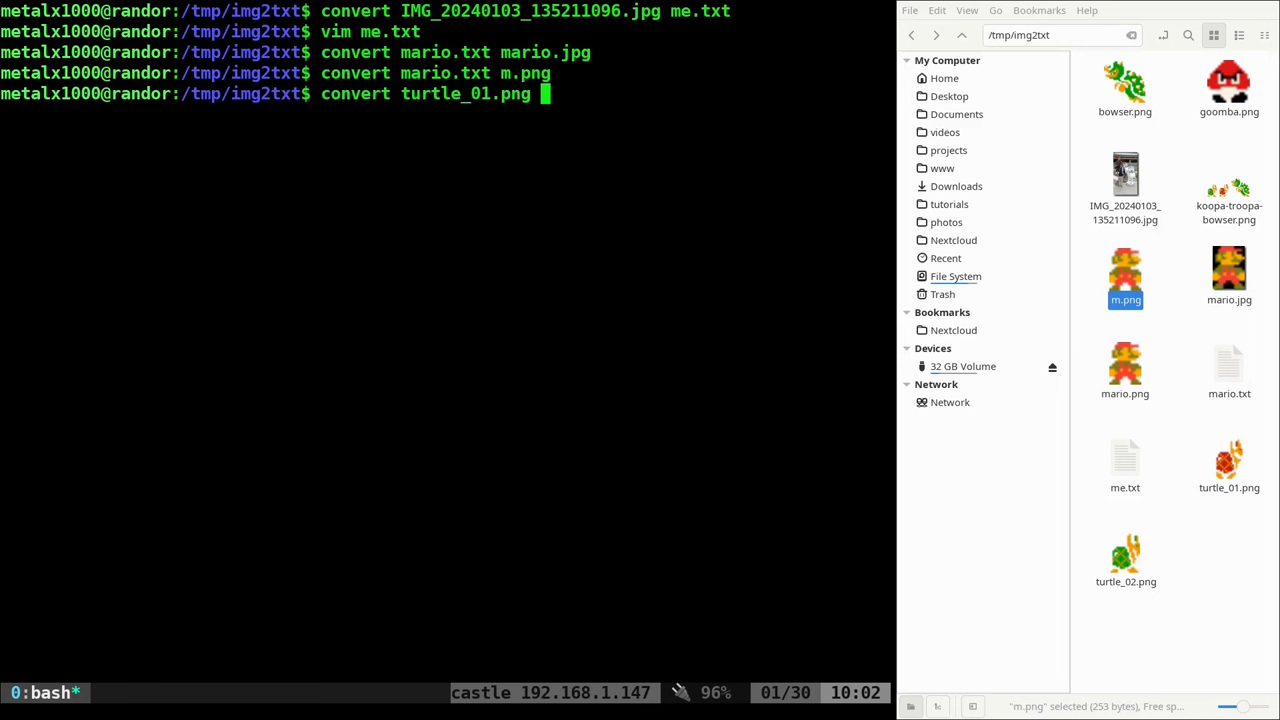 metalx1000@randor:/tmp/img2txt$ convert IMG_20240103_135211096.jpg me.txt
metalx1000@randor:/tmp/img2txt$ vim me.txt
metalx1000@randor:/tmp/img2txt$ convert mario.txt mario.jpg
metalx1000@randor:/tmp/img2txt$ convert mario.txt m.png
metalx1000@randor:/tmp/img2txt$ convert turtle_01.png
0:bash*
castle 192.168.1.147 96% 01/30 10:02
File Edit View Go Bookmarks Help
/tmp/img2txt
My Computer
Home
Desktop
Documents
videos
projects
www
Downloads
tutorials
photos
Nextcloud
Recent
File System
Trash
Bookmarks
Nextcloud
Devices
32 GB Volume
Network
Network
bowser.png
goomba.png
IMG_20240103_
135211096.jpg
koopa-troopa-
bowser.png
m.png
mario.jpg
mario.png
mario.txt
me.txt
turtle_01.png
turtle_02.png
"m.png" selected (253 bytes), Free sp...